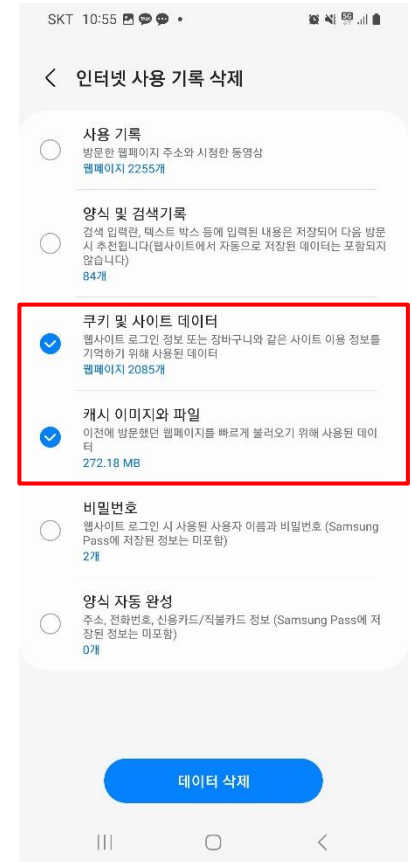 SKT 10:55
인터넷 사용 기록 삭제
사용 기록
방문한 웹페이지 주소와 시청한 동영상
웹페이지 2255개
양식 및 검색기록
검색 입력란, 텍스트 박스 등에 입력된 내용은 저장되어 다음 방문
시 추천됩니다(웹사이트에서 자동으로 저장된 데이터는 포함되지
않습니다)
84개
쿠키 및 사이트 데이터
웹사이트 로그인 정보 또는 장바구니와 같은 사이트 이용 정보를
기억하기 위해 사용된 데이터
웹페이지 2085개
캐시 이미지와 파일
이전에 방문했던 웹페이지를 빠르게 불러오기 위해 사용된 데이
터
272.18 MB
비밀번호
웹사이트 로그인 시 사용된 사용자 이름과 비밀번호 (Samsung
Pass에 저장된 정보는 미포함)
2개
양식 자동 완성
주소, 전화번호, 신용카드/직불카드 정보 (Samsung Pass에 저
장된 정보는 미포함)
0개
데이터 삭제